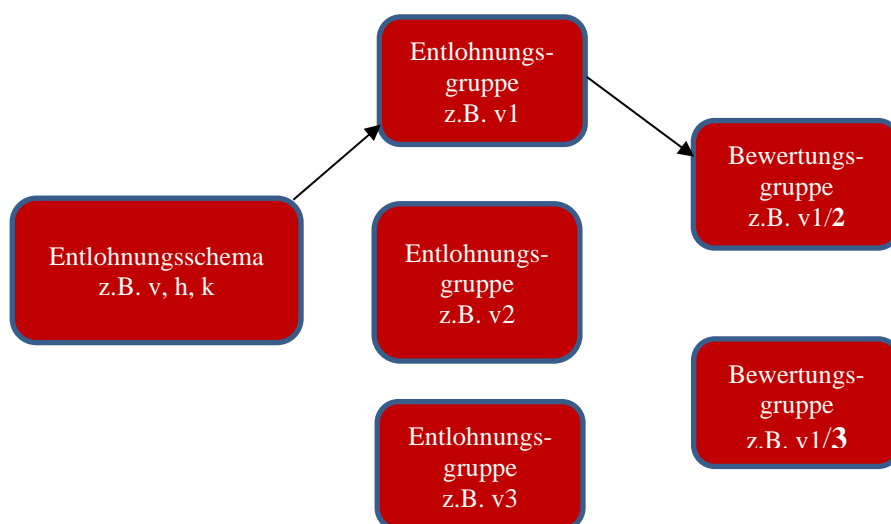 Entlohnungs-
gruppe
z.B. v1
Bewertungs-
gruppe
z.B. v1/2
Entlohnungsschema
z.B. v, h, k
Entlohnungs-
gruppe
z.B. v2
Bewertungs-
gruppe
z.B. v1/3
Entlohnungs-
gruppe
z.B. v3